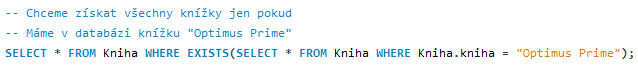 -- Chceme získat všechny knížky jen pokud
-- Máme v databázi knížku "Optimus Prime"
SELECT * FROM Kniha WHERE EXISTS(SELECT * FROM Kniha WHERE Kniha.kniha = "Optimus Prime");